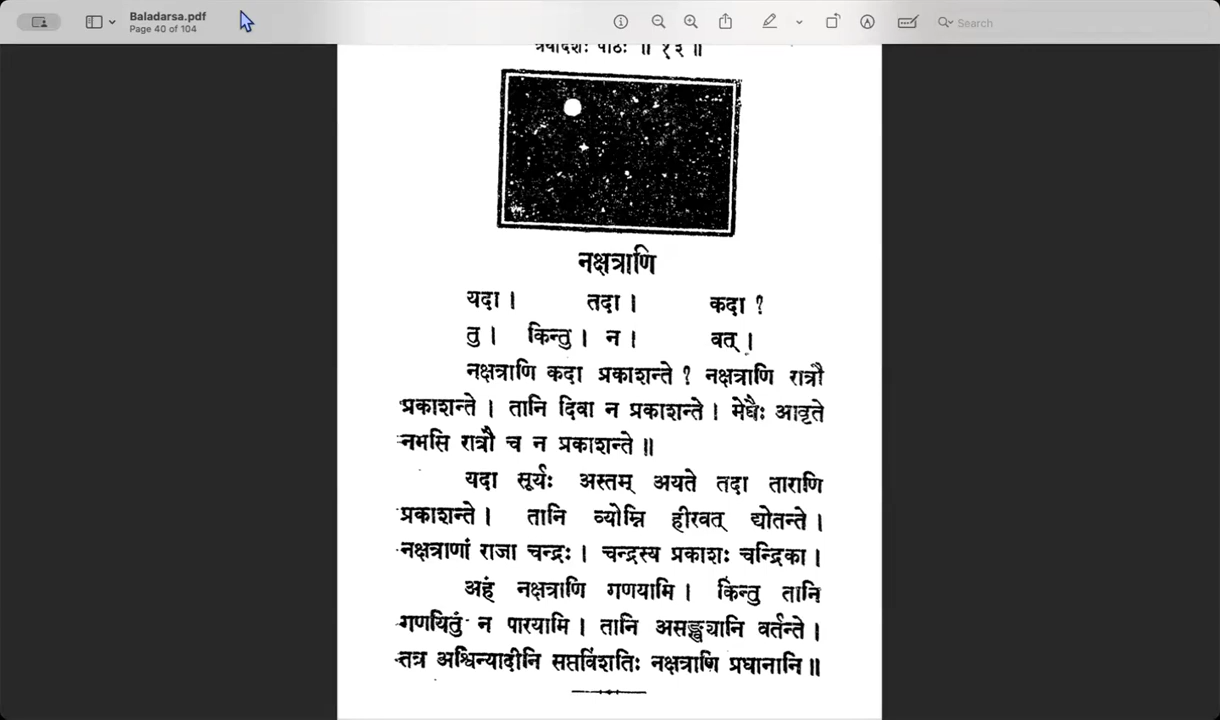 Baladarsa.pdf
Page 40 of 104
Search
त्रयोदशः पाठः ॥ १३ ॥
नक्षत्राणि
यदा । तदा । कदा ?
तु । किन्तु । न । वत् ।
नक्षत्राणि कदा प्रकाशन्ते ? नक्षत्राणि रात्रौ
प्रकाशन्ते । तानि दिवा न प्रकाशन्ते । मेघैः आवृते
नभसि रात्रौ च न प्रकाशन्ते ॥
यदा सूर्यः अस्तम् अयते तदा ताराणि
प्रकाशन्ते । तानि व्योम्नि हीरवत् द्योतन्ते ।
नक्षत्राणां राजा चन्द्रः । चन्द्रस्य प्रकाशः चन्द्रिका ।
अहं नक्षत्राणि गणयामि । किन्तु तानि
गणयितुं न पारयामि । तानि असङ्ख्यानि वर्तन्ते ।
तत्र अश्विन्यादीनि सप्तविंशतिः नक्षत्राणि प्रधानानि ॥